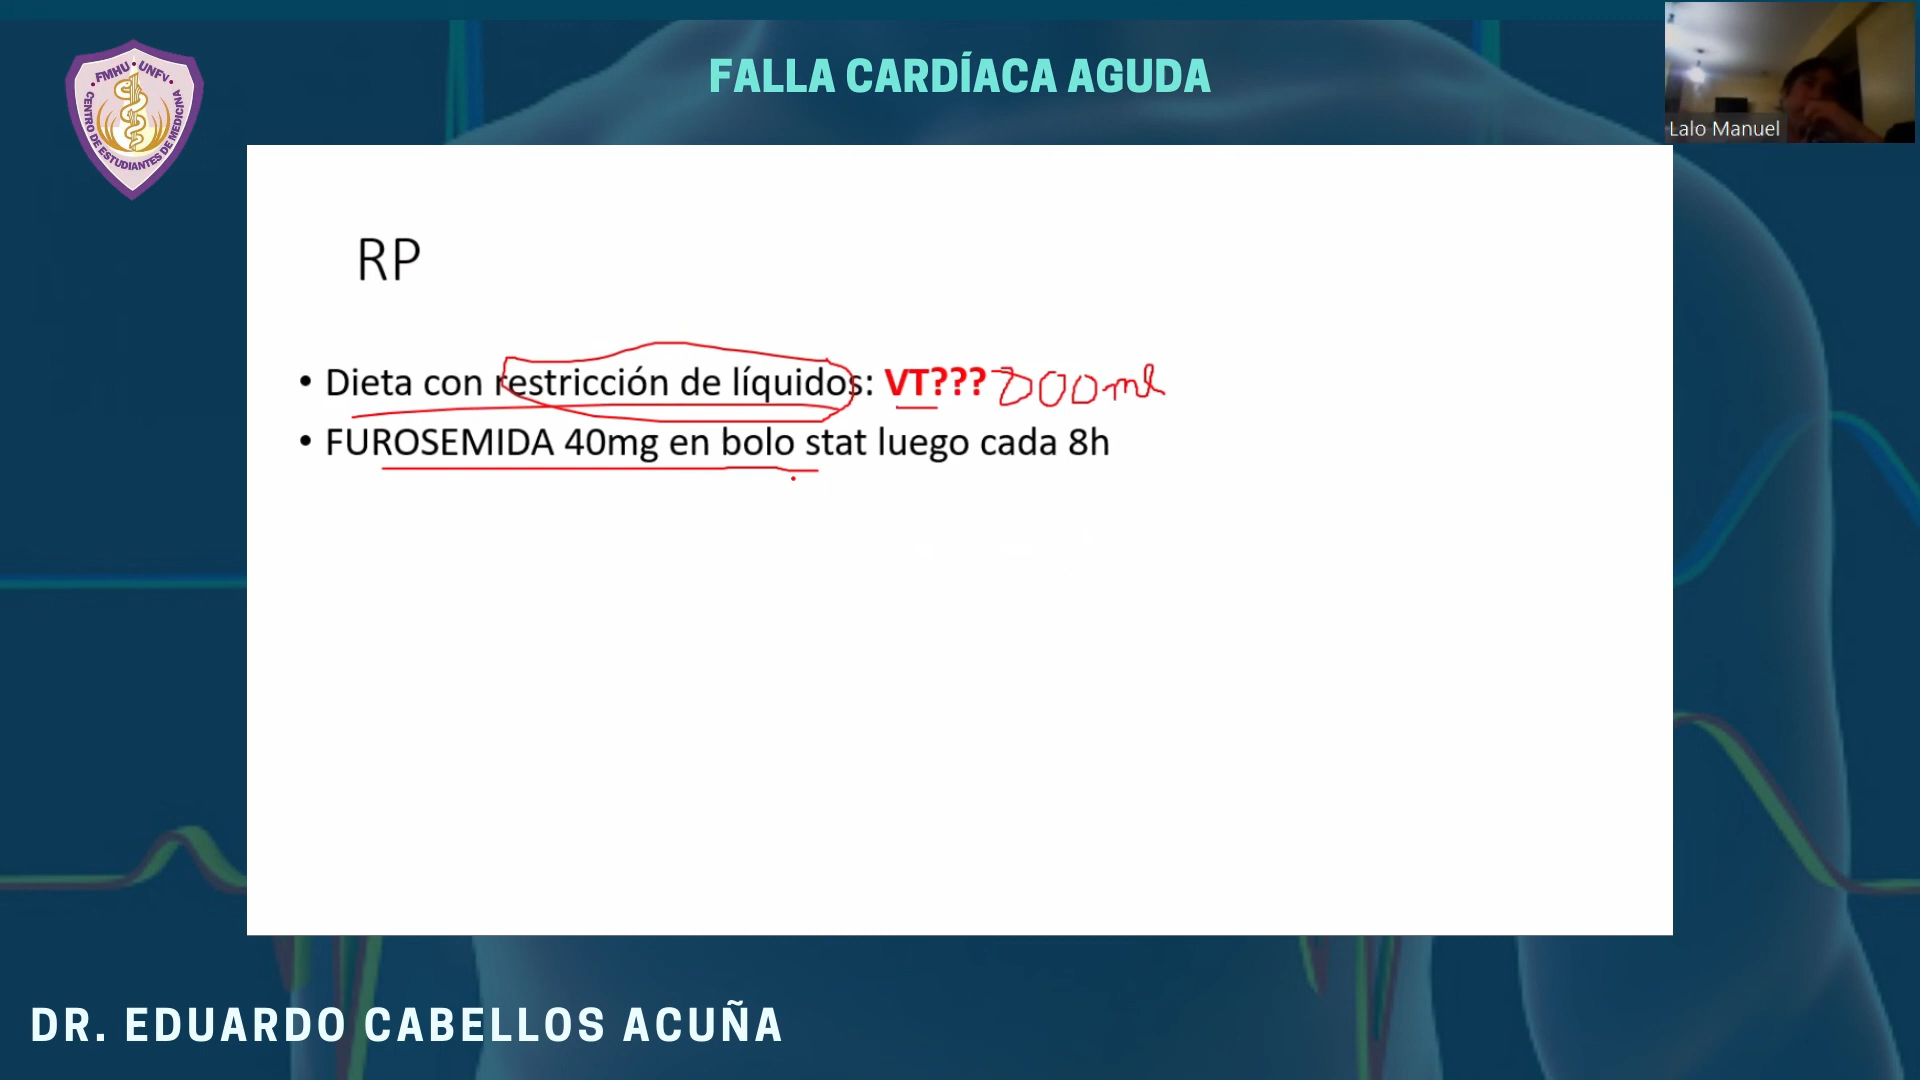 FMHU • UNFV
CENTRO DE ESTUDIANTES DE MEDICINA
FALLA CARDÍACA AGUDA
Lalo Manuel
RP
• Dieta con restricción de líquidos: VT??? 800ml
• FUROSEMIDA 40mg en bolo stat luego cada 8h
DR. EDUARDO CABELLOS ACUÑA